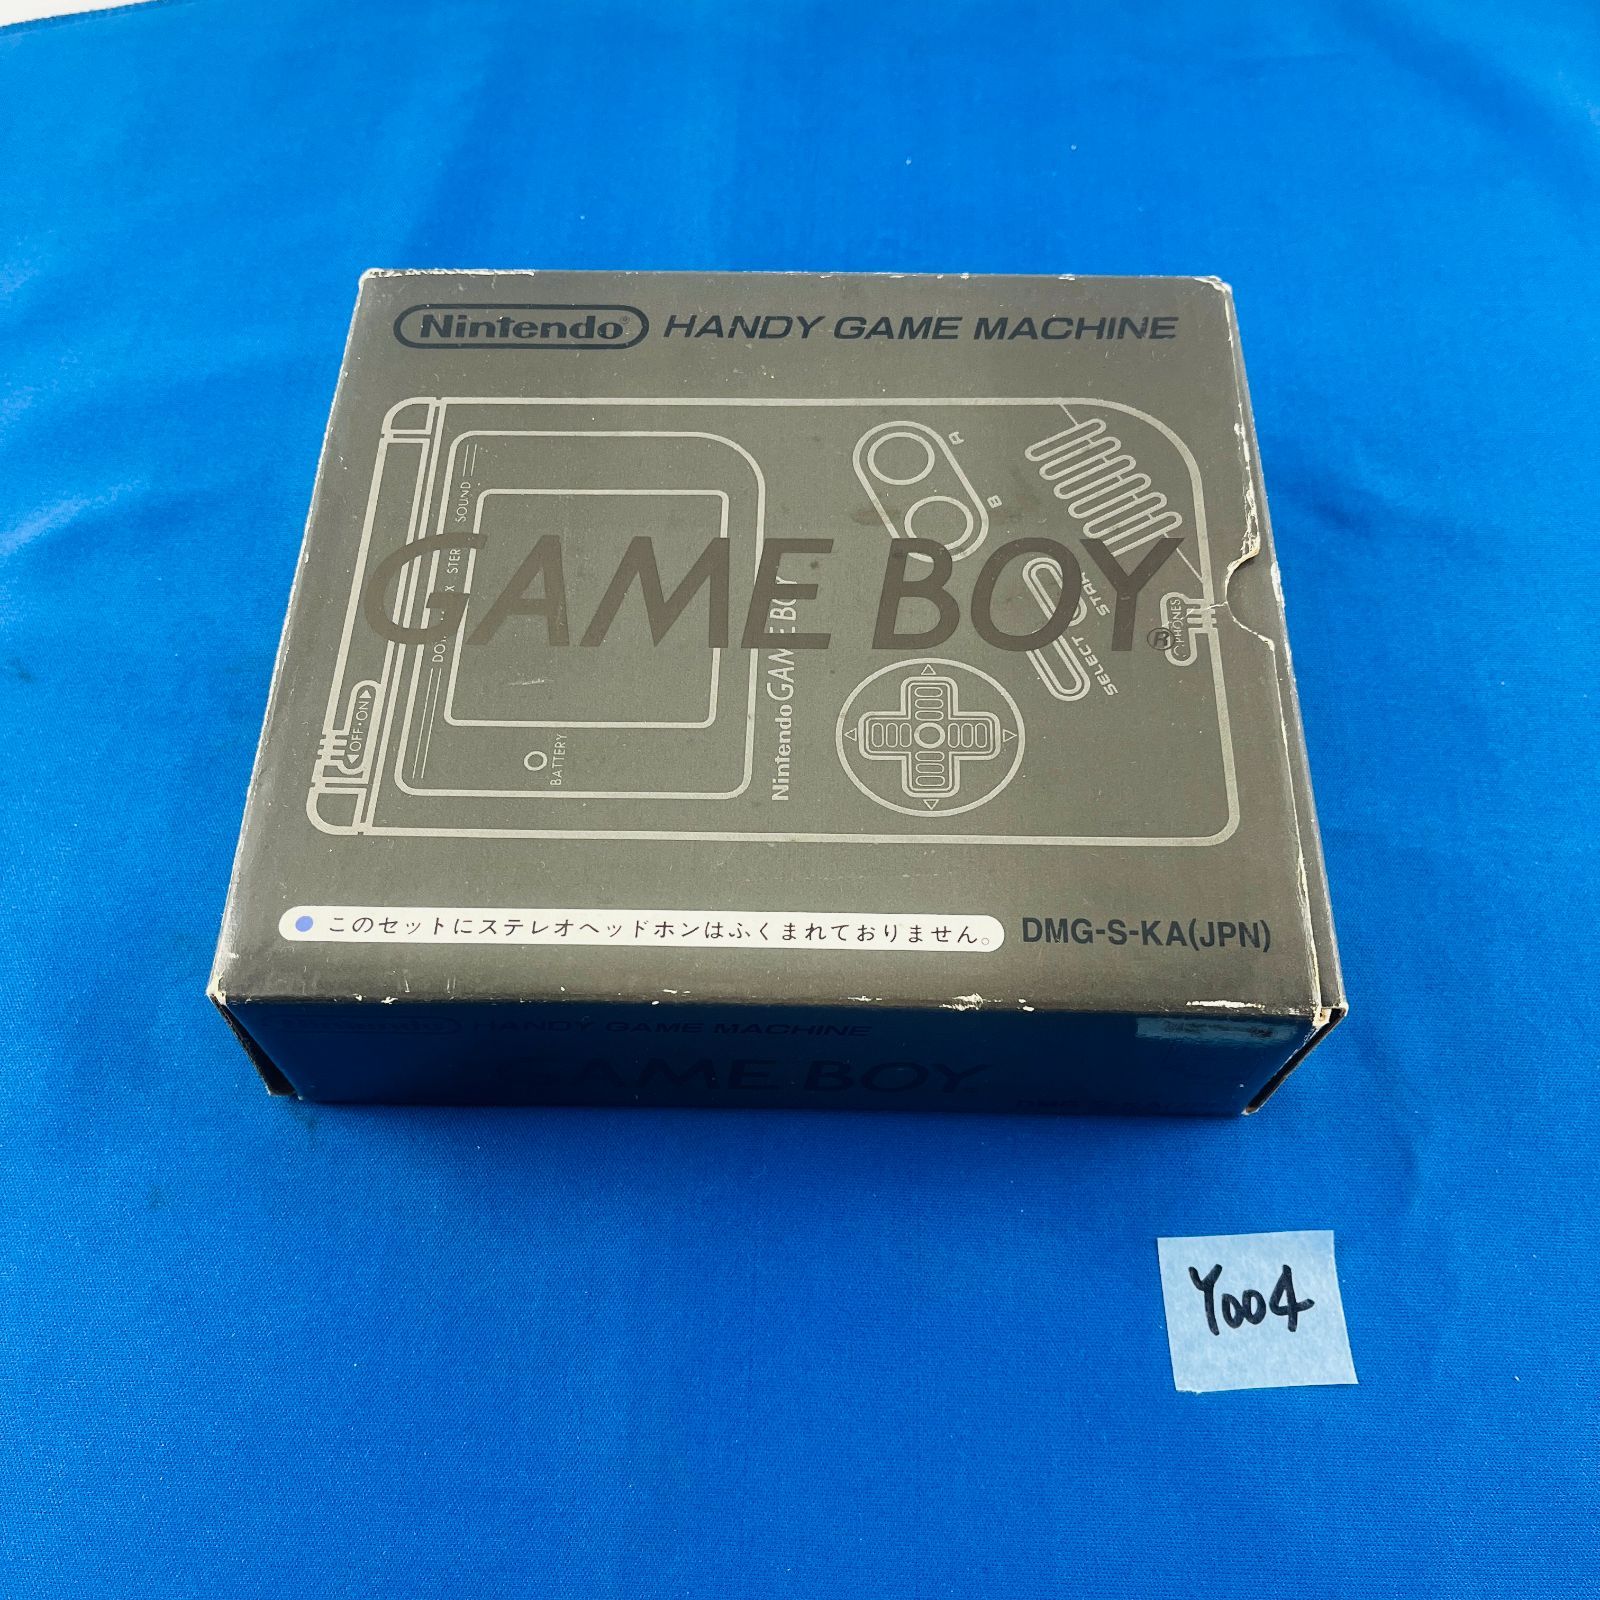 Nintendo® HANDY GAME MACHINE
A
B
SOUND
GAME BOY®
SELECT
PHONES
OFF•ON
BATTERY
Nintendo GAME BOY
このセットにステレオヘッドホンはふくまれておりません。
DMG-S-KA(JPN)
Nintendo HANDY GAME MACHINE
GAME BOY
Y004